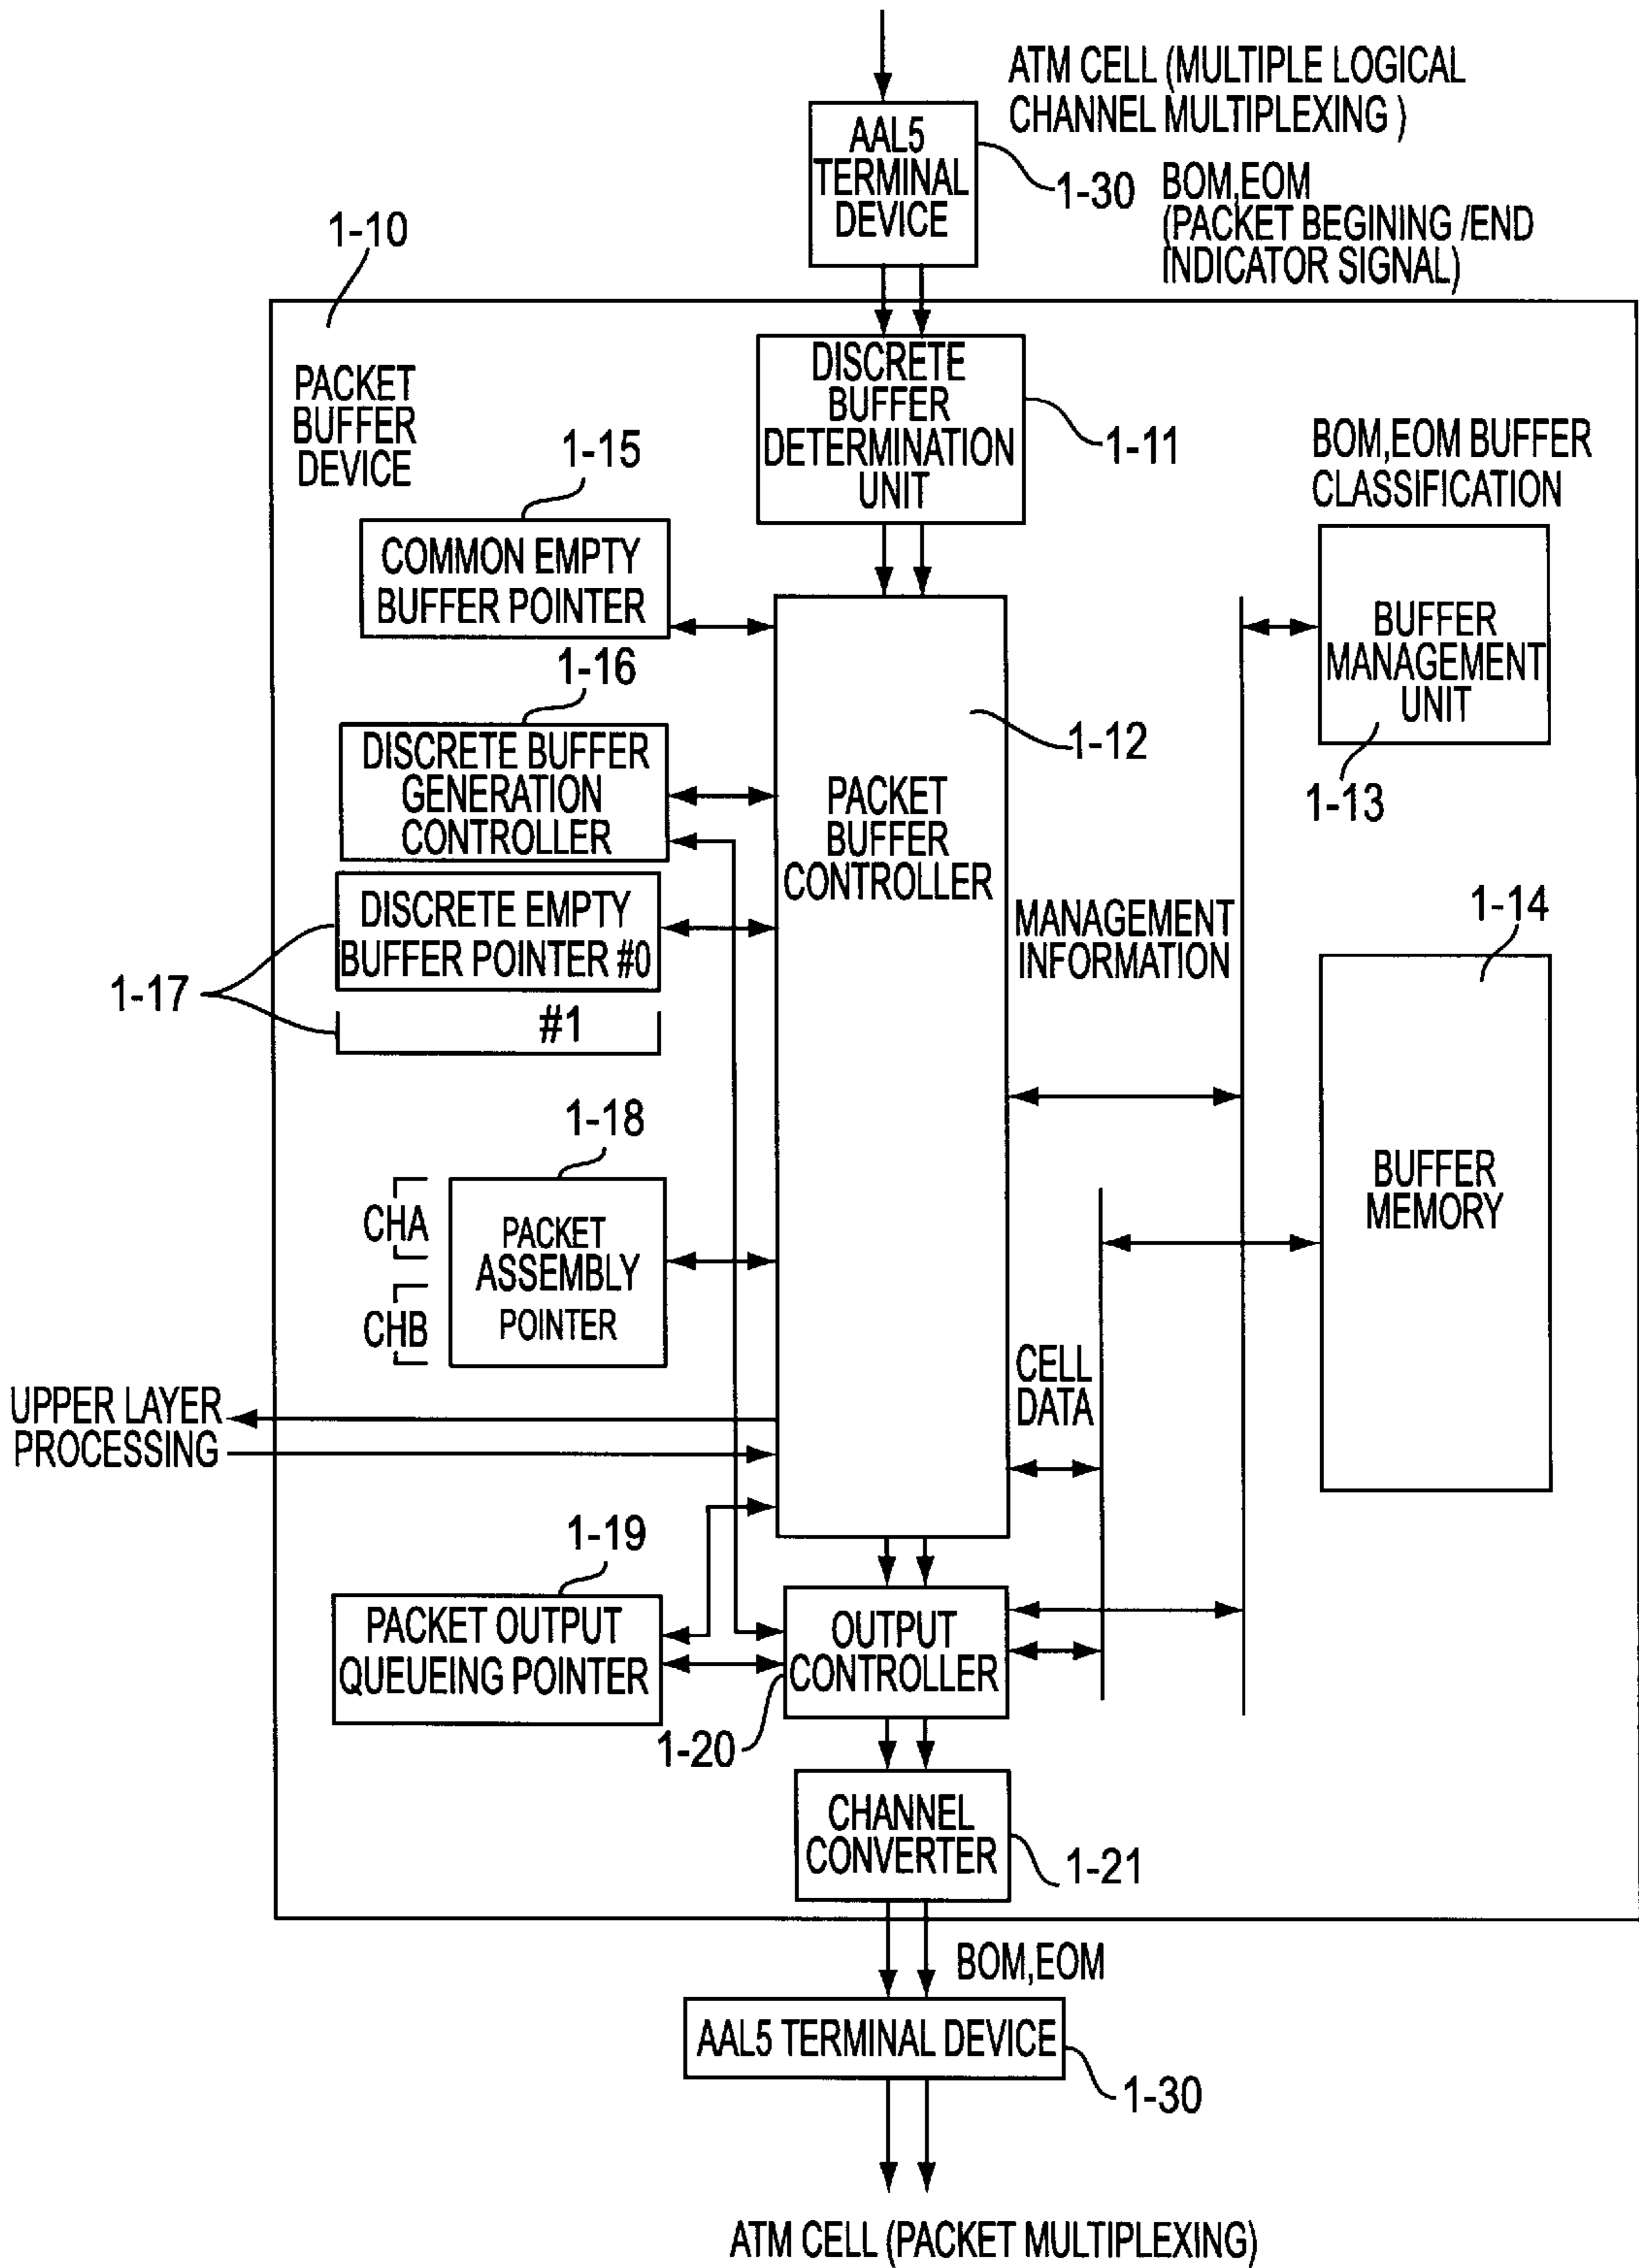 ATM CELL (MULTIPLE LOGICAL
CHANNEL MULTIPLEXING )
AAL5
TERMINAL
DEVICE
1-30
BOM,EOM
(PACKET BEGINING /END
INDICATOR SIGNAL)
1-10
PACKET
BUFFER
DEVICE
DISCRETE
BUFFER
DETERMINATION
UNIT
1-11
BOM,EOM BUFFER
CLASSIFICATION
1-15
COMMON EMPTY
BUFFER POINTER
BUFFER
MANAGEMENT
UNIT
1-13
1-16
DISCRETE BUFFER
GENERATION
CONTROLLER
1-12
PACKET
BUFFER
CONTROLLER
DISCRETE EMPTY
BUFFER POINTER #0
1-17
#1
MANAGEMENT
INFORMATION
1-14
BUFFER
MEMORY
1-18
CHA
CHB
PACKET
ASSEMBLY
POINTER
CELL
DATA
UPPER LAYER
PROCESSING
1-19
PACKET OUTPUT
QUEUEING POINTER
OUTPUT
CONTROLLER
1-20
CHANNEL
CONVERTER
1-21
BOM,EOM
AAL5 TERMINAL DEVICE
1-30
ATM CELL (PACKET MULTIPLEXING)